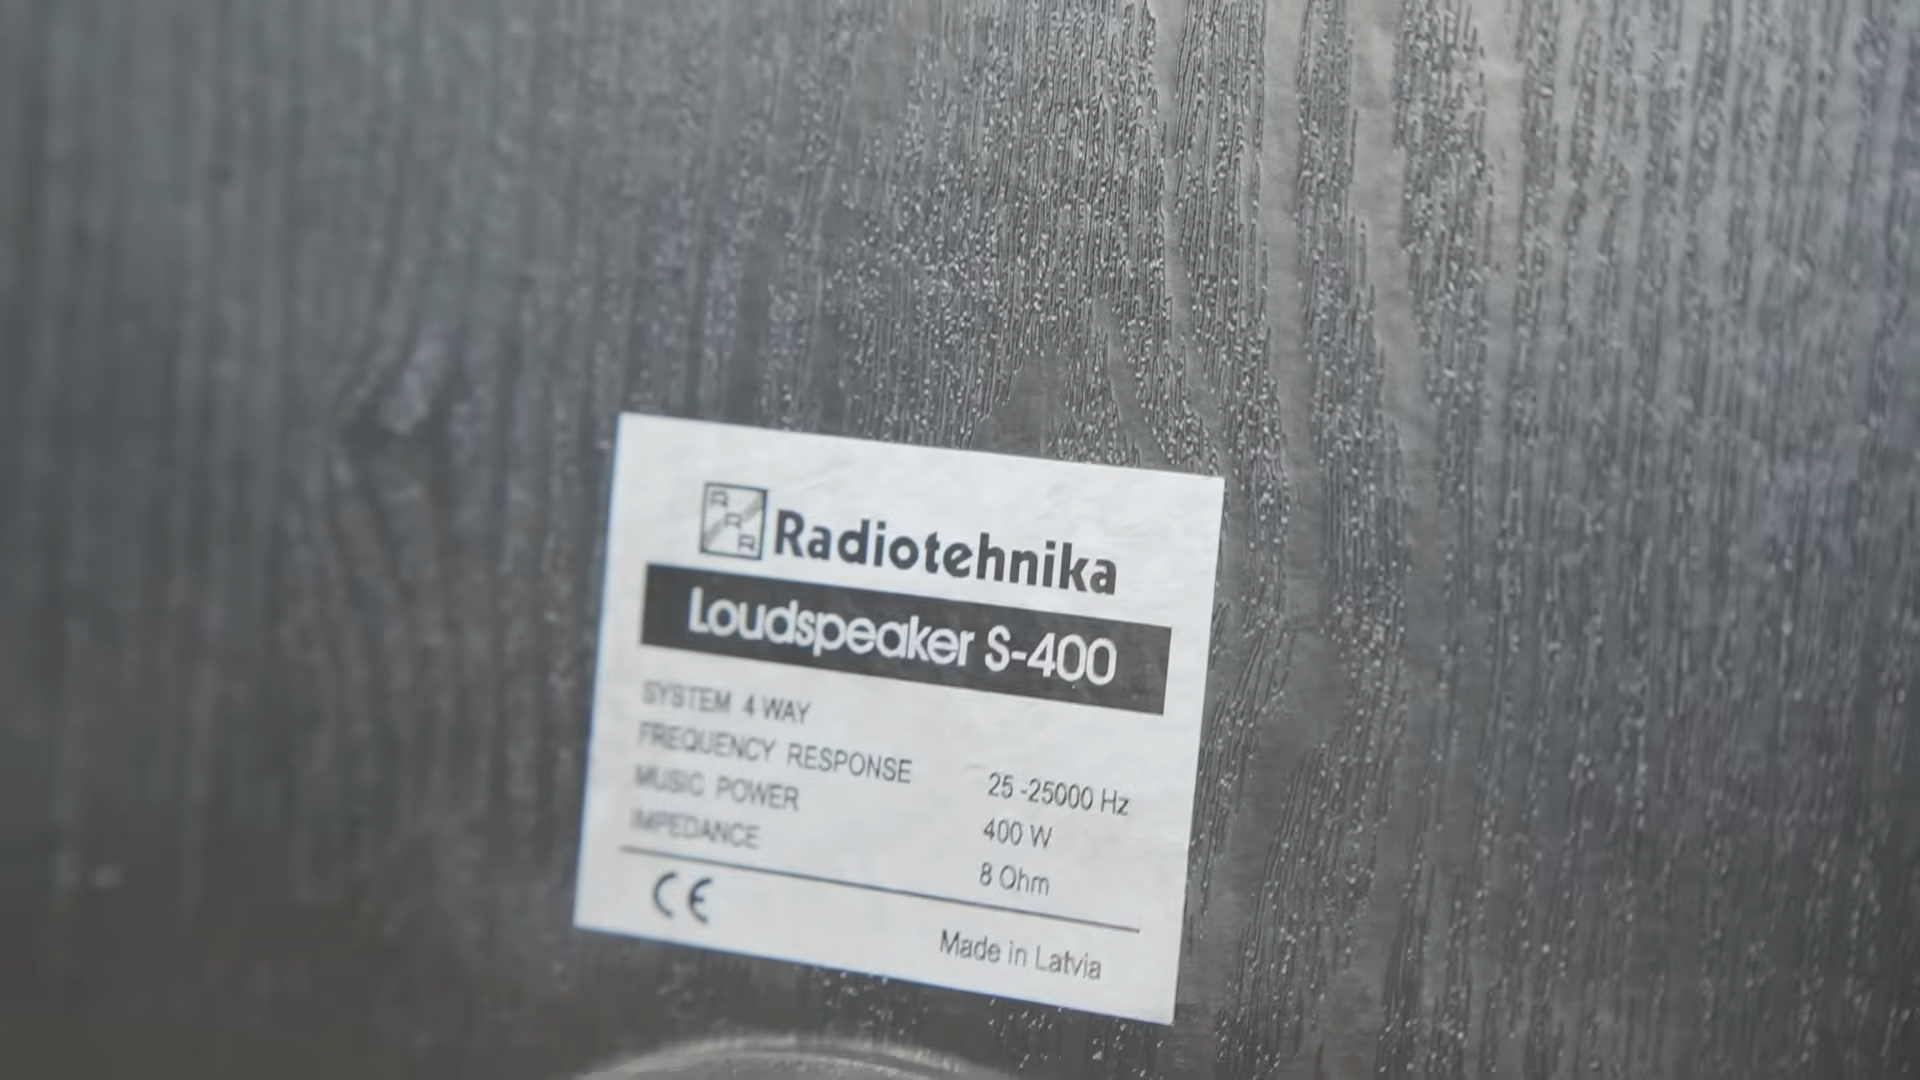 RRR Radiotehnika
Loudspeaker S-400
SYSTEM 4 WAY
FREQUENCY RESPONSE 25 -25000 Hz
MUSIC POWER 400 W
IMPEDANCE 8 Ohm
CE
Made in Latvia